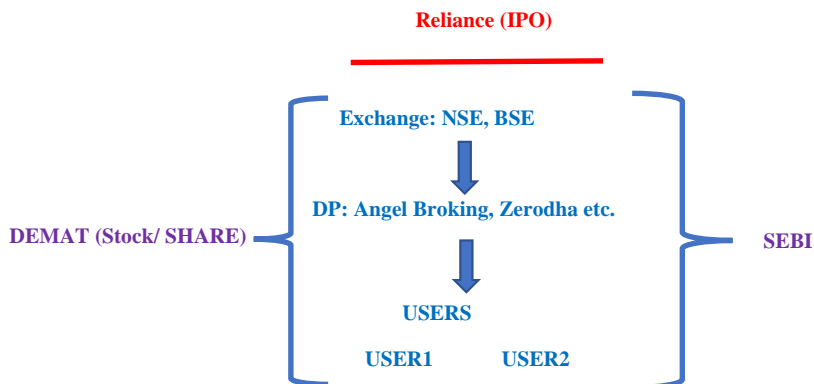 Reliance (IPO)
Exchange: NSE, BSE
DP: Angel Broking, Zerodha etc.
DEMAT (Stock/ SHARE)
SEBI
USERS
USER1 USER2